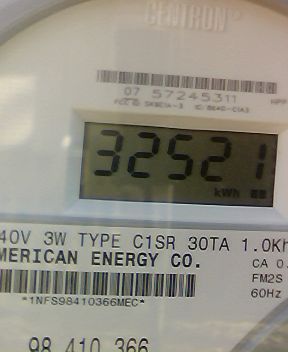 CENTRON
07 57245311
32521
kWh
40V 3W TYPE C1SR 30TA 1.0Kh
MERICAN ENERGY CO.
CA 0.
FM2S
60Hz
*1NFS98410366MEC*
98 410 366